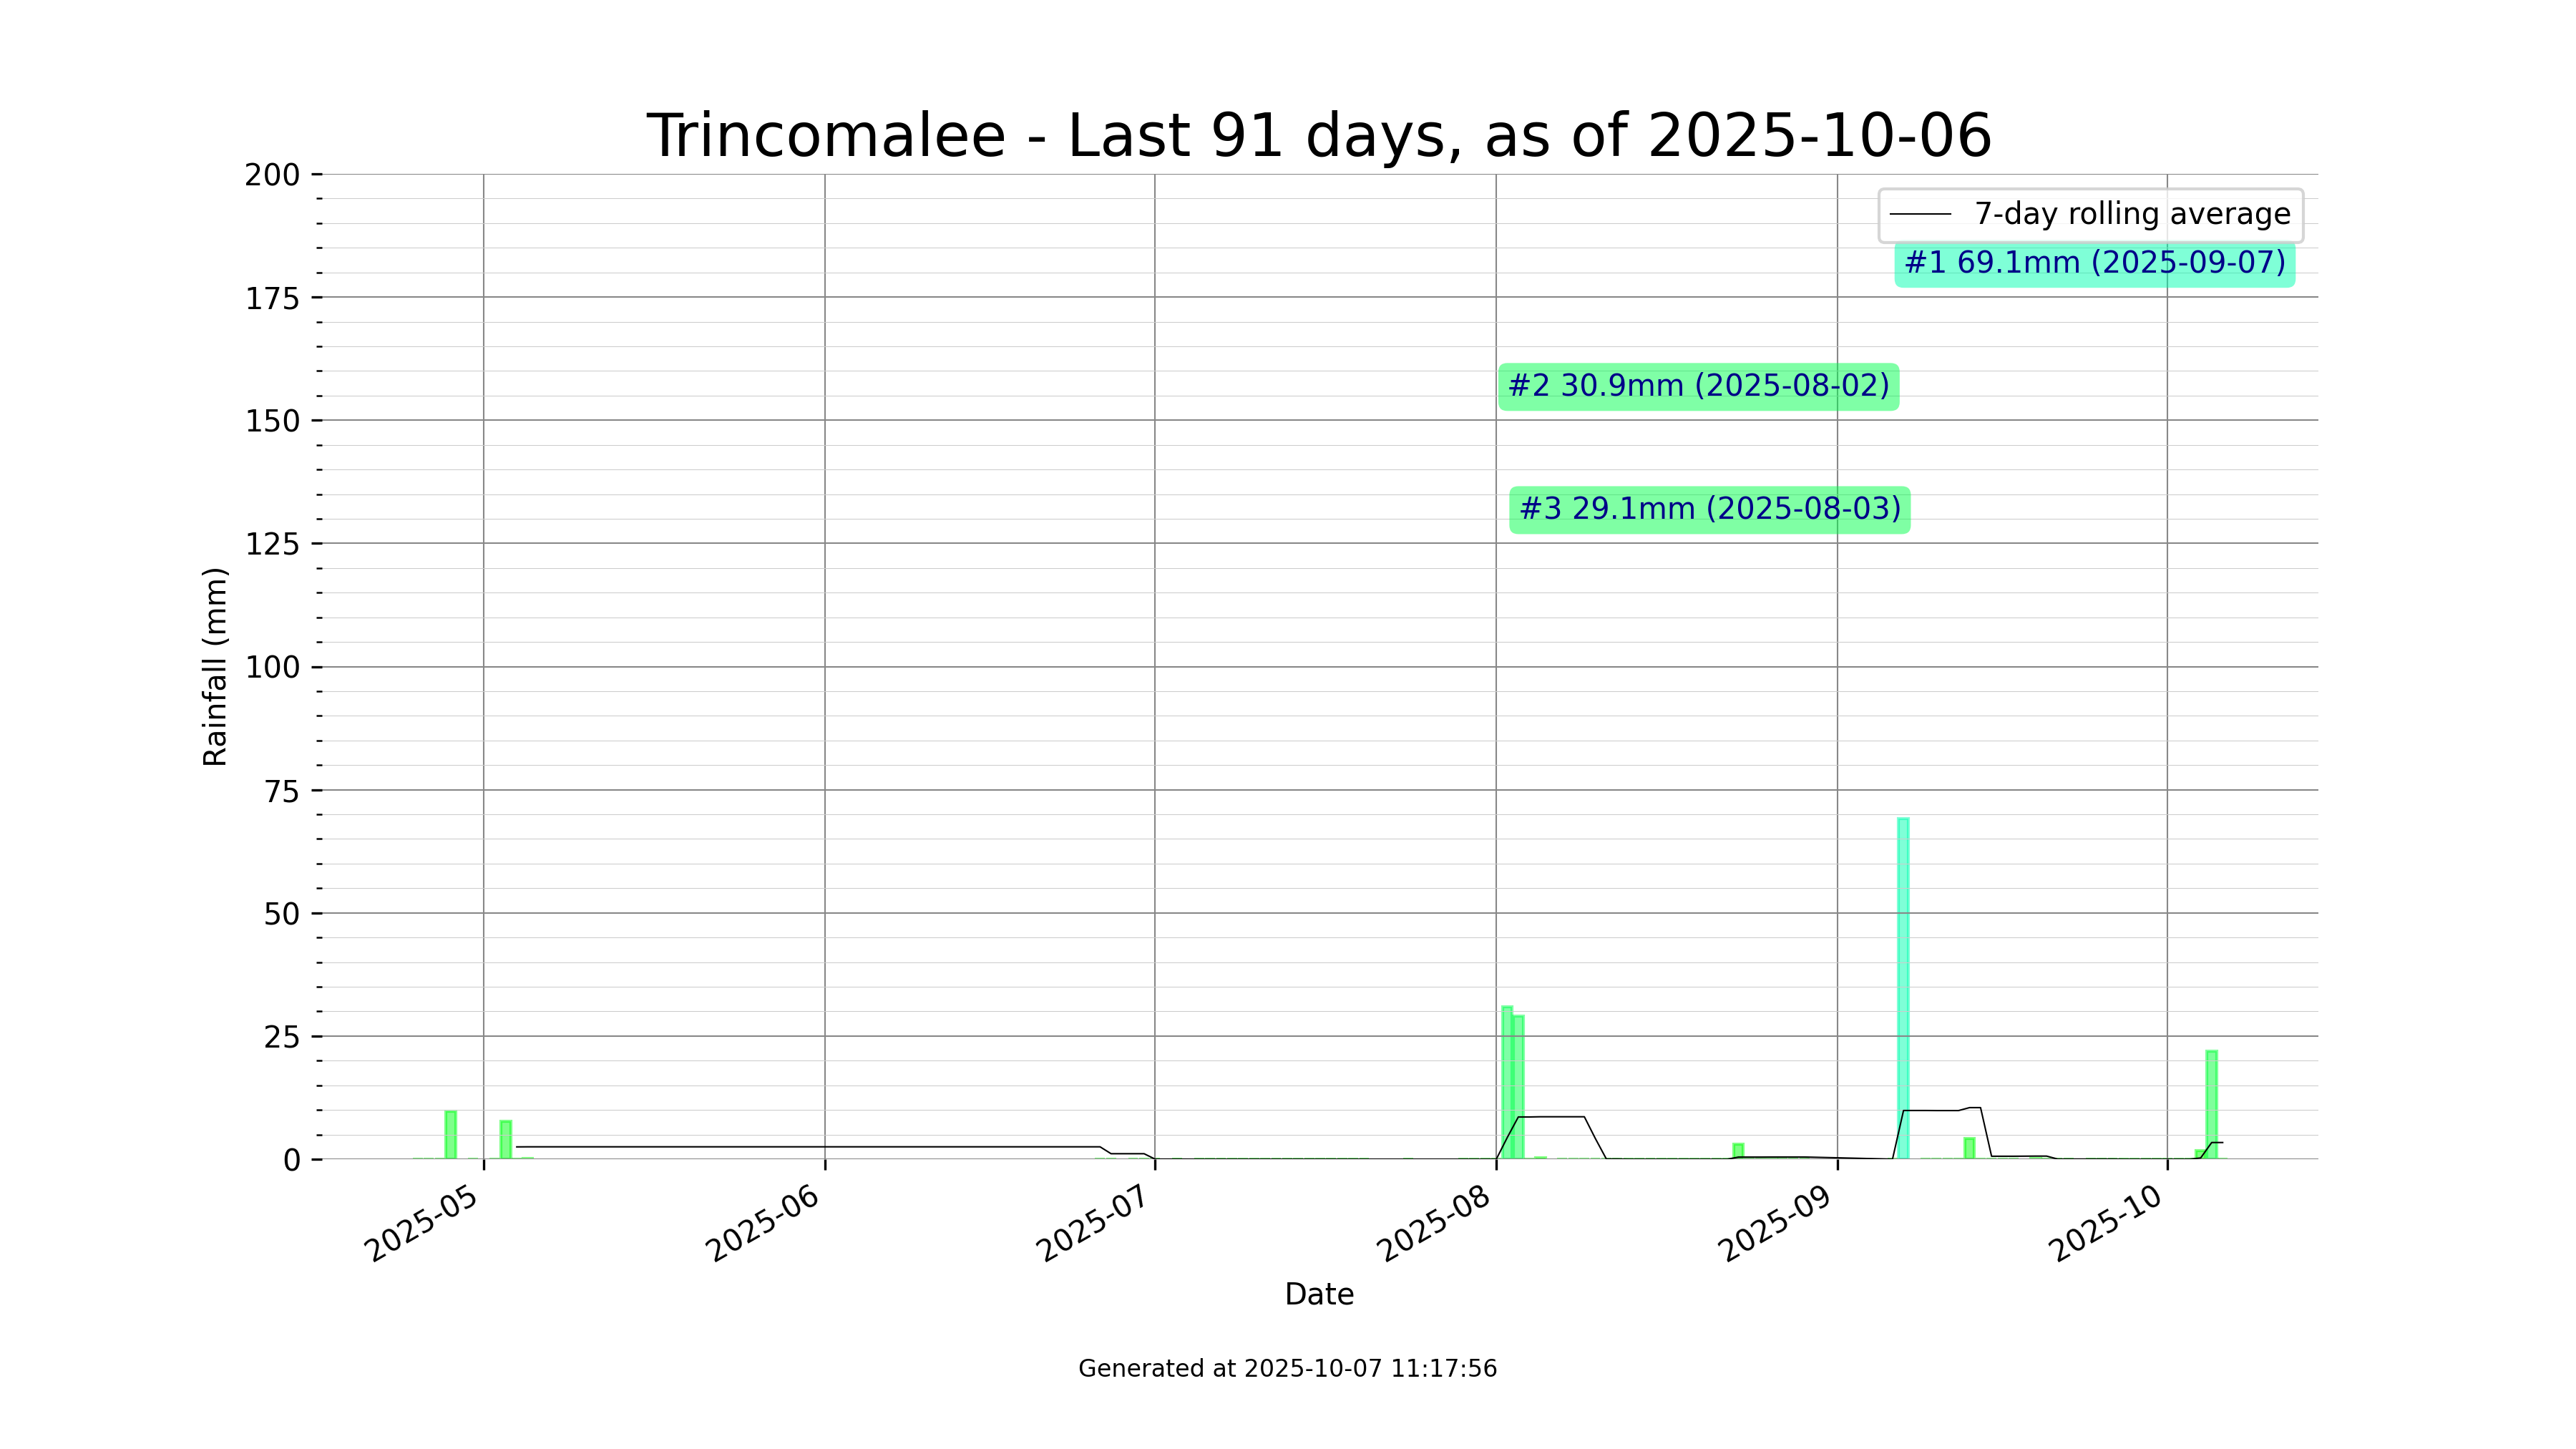 Trincomalee - Last 91 days, as of 2025-10-06
7-day rolling average
#1 69.1mm (2025-09-07)
#2 30.9mm (2025-08-02)
#3 29.1mm (2025-08-03)
Rainfall (mm)
200
175
150
125
100
75
50
25
0
2025-05
2025-06
2025-07
2025-08
2025-09
2025-10
Date
Generated at 2025-10-07 11:17:56